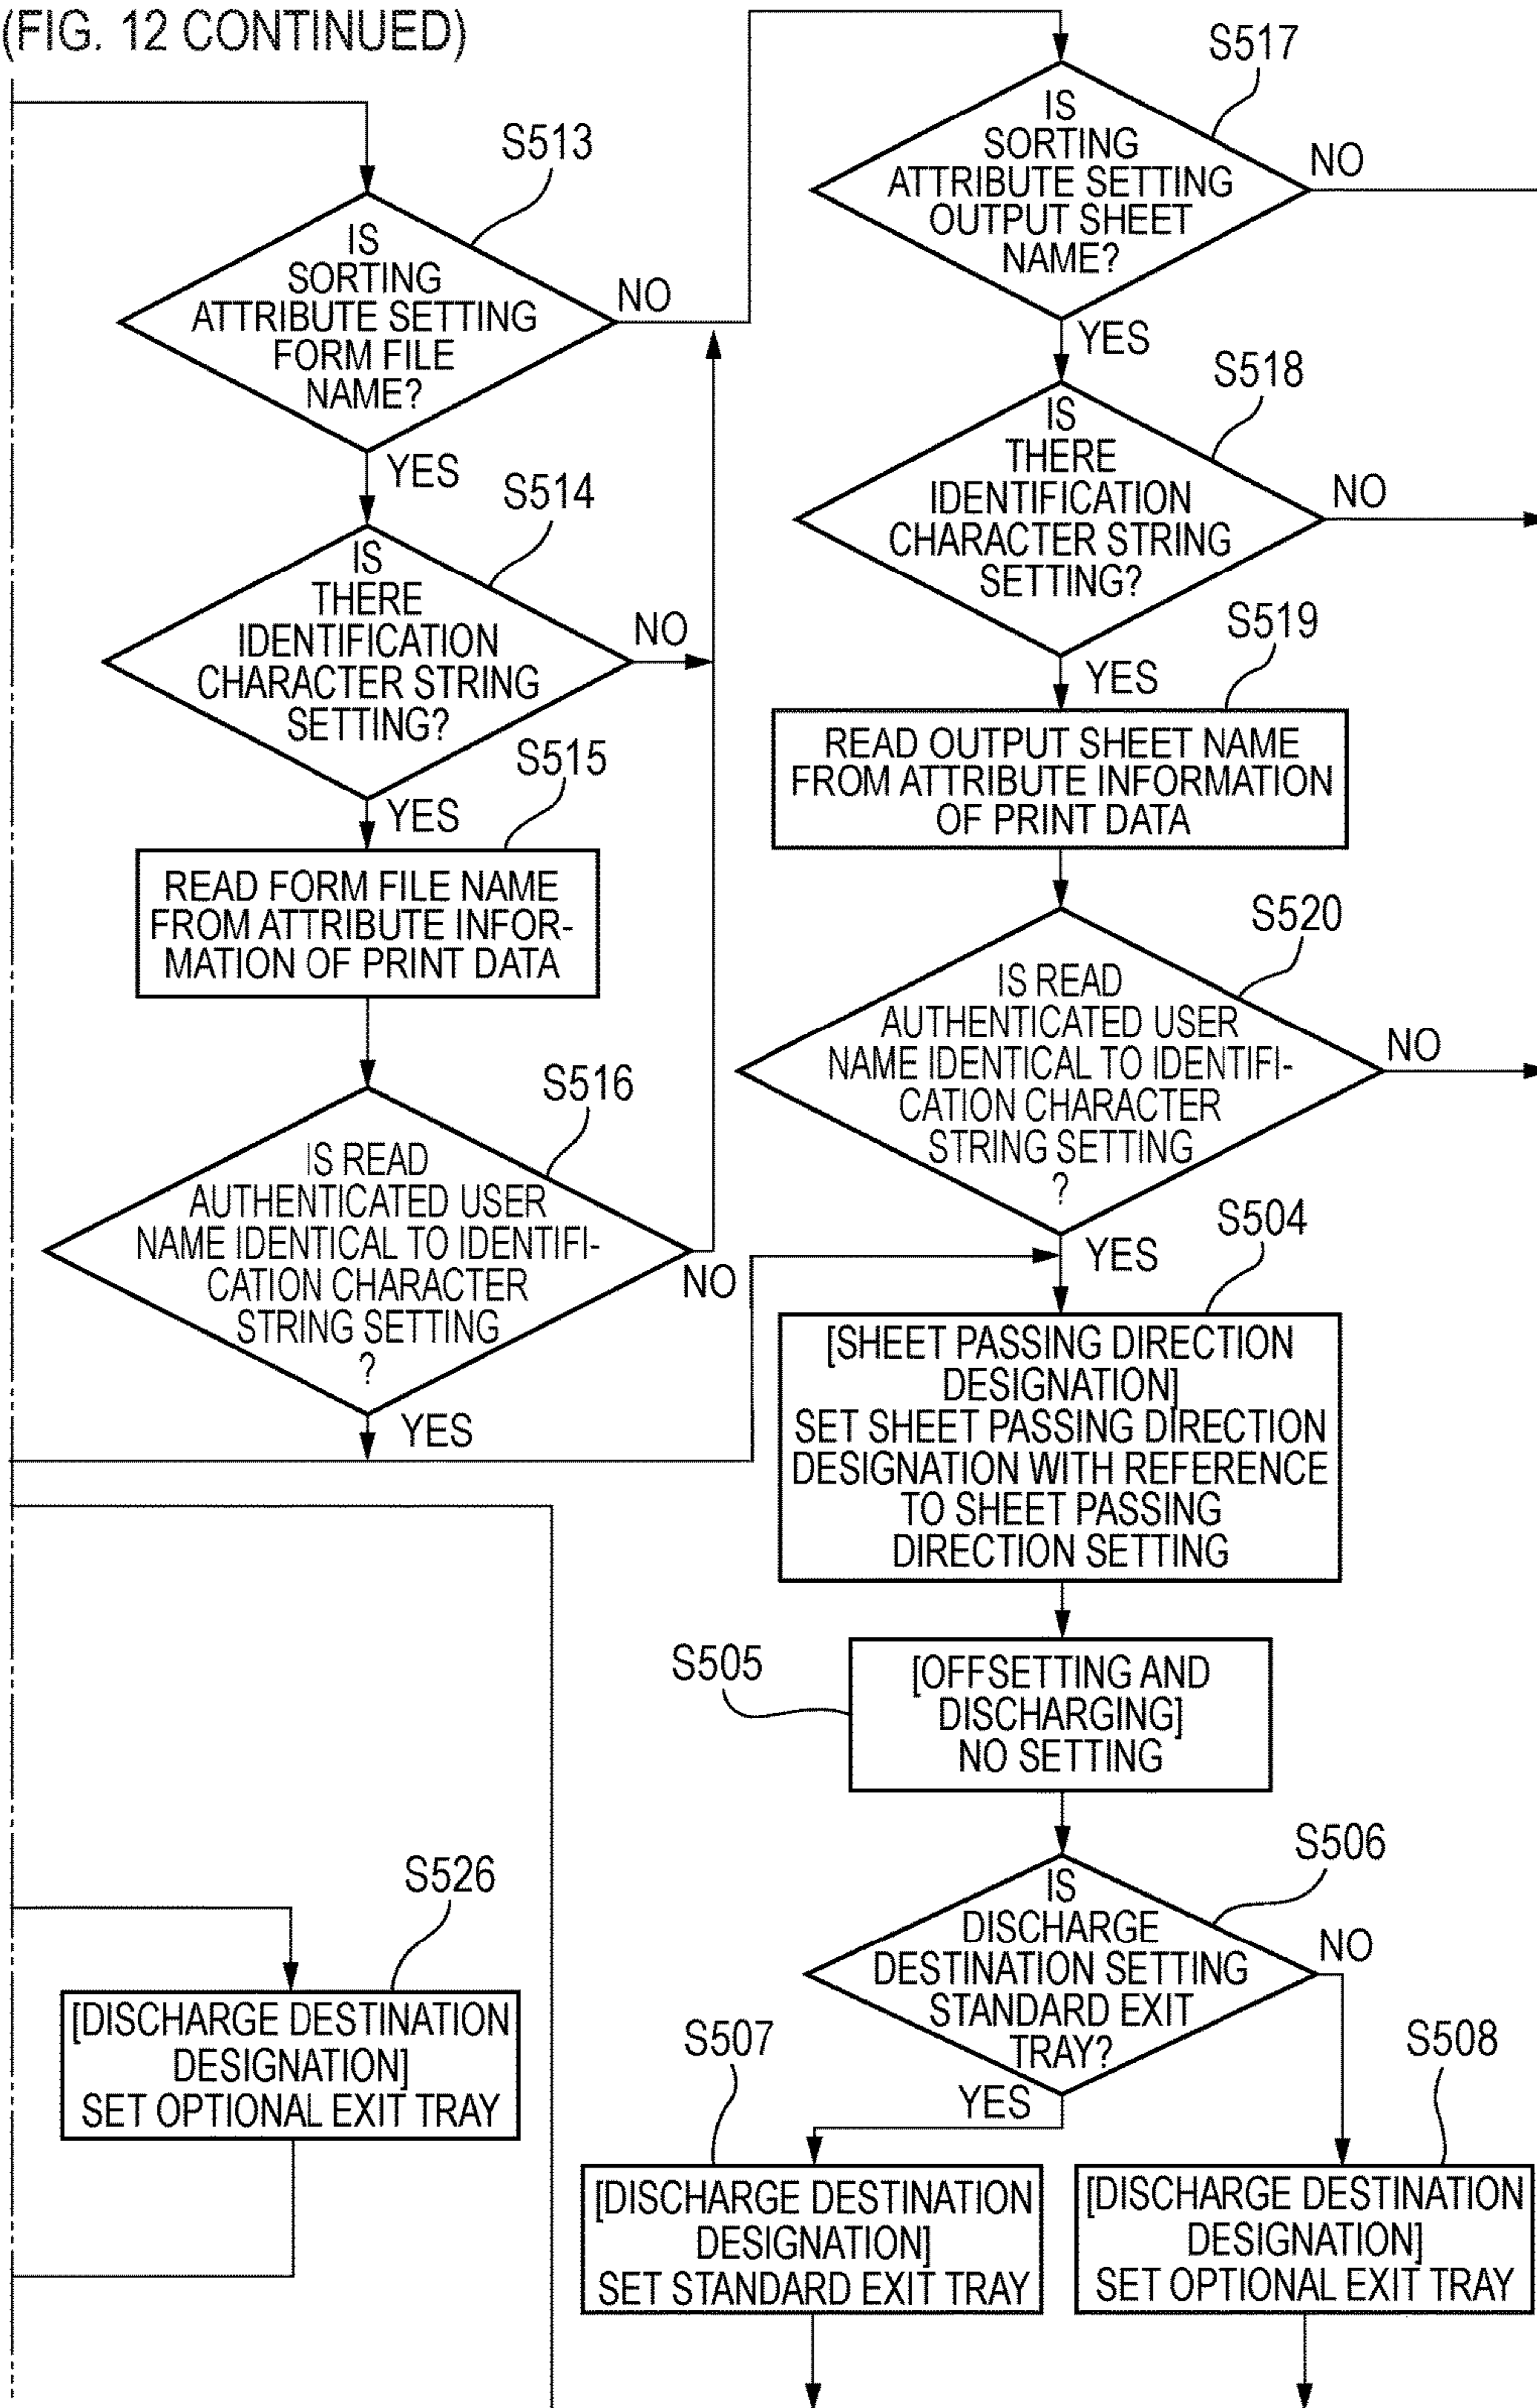 (FIG. 12 CONTINUED)
S513
IS
SORTING
ATTRIBUTE SETTING
FORM FILE
NAME?
NO
YES
S514
IS
THERE
IDENTIFICATION
CHARACTER STRING
SETTING?
NO
YES
S515
READ FORM FILE NAME
FROM ATTRIBUTE INFOR-
MATION OF PRINT DATA
S516
IS READ
AUTHENTICATED USER
NAME IDENTICAL TO IDENTIFI-
CATION CHARACTER
STRING SETTING
?
NO
YES
S526
[DISCHARGE DESTINATION
DESIGNATION]
SET OPTIONAL EXIT TRAY
S517
IS
SORTING
ATTRIBUTE SETTING
OUTPUT SHEET
NAME?
NO
YES
S518
IS
THERE
IDENTIFICATION
CHARACTER STRING
SETTING?
NO
YES
S519
READ OUTPUT SHEET NAME
FROM ATTRIBUTE INFORMATION
OF PRINT DATA
S520
IS READ
AUTHENTICATED USER
NAME IDENTICAL TO IDENTIFI-
CATION CHARACTER
STRING SETTING
?
NO
YES
S504
[SHEET PASSING DIRECTION
DESIGNATION]
SET SHEET PASSING DIRECTION
DESIGNATION WITH REFERENCE
TO SHEET PASSING
DIRECTION SETTING
S505
[OFFSETTING AND
DISCHARGING]
NO SETTING
S506
IS
DISCHARGE
DESTINATION SETTING
STANDARD EXIT
TRAY?
NO
YES
S507
[DISCHARGE DESTINATION
DESIGNATION]
SET STANDARD EXIT TRAY
S508
[DISCHARGE DESTINATION
DESIGNATION]
SET OPTIONAL EXIT TRAY